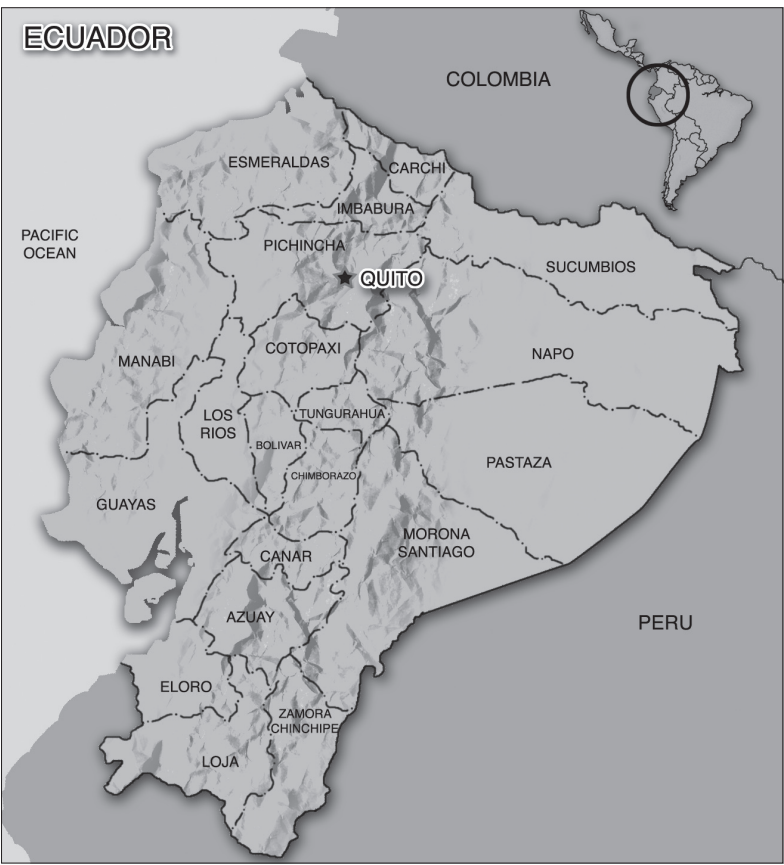 ECUADOR
COLOMBIA
ESMERALDAS
CARCHI
IMBABURA
PACIFIC
OCEAN
PICHINCHA
SUCUMBIOS
QUITO
COTOPAXI
NAPO
MANABI
LOS
RIOS
TUNGURAHUA
BOLIVAR
PASTAZA
CHIMBORAZO
GUAYAS
MORONA
SANTIAGO
CANAR
AZUAY
PERU
ELORO
ZAMORA
CHINCHIPE
LOJA